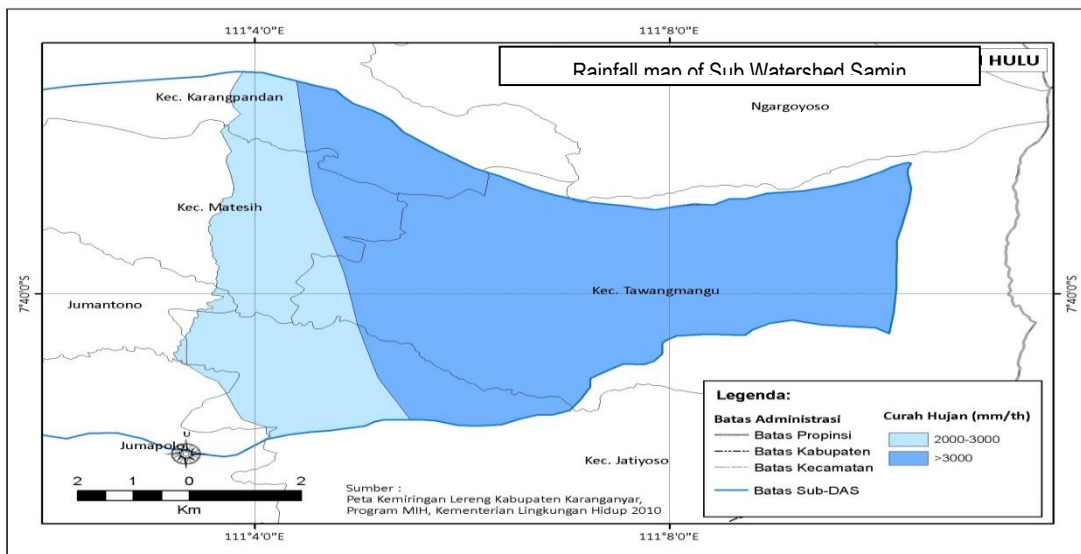 111°4'0"E
111°8'0"E
Rainfall map of Sub Watershed Samin
HULU
Kec. Karangpandan
Ngargoyoso
Kec. Matesih
7°40'0"S
Jumantono
Kec. Tawangmangu
7°40'0"S
Jumapolo
Kec. Jatiyoso
U
2 1 0 2
Km
Sumber :
Peta Kemiringan Lereng Kabupaten Karanganyar,
Program MIH, Kementerian Lingkungan Hidup 2010
Legenda:
Batas Administrasi
Batas Propinsi
Batas Kabupaten
Batas Kecamatan
Batas Sub-DAS
Curah Hujan (mm/th)
2000-3000
>3000
111°4'0"E
111°8'0"E